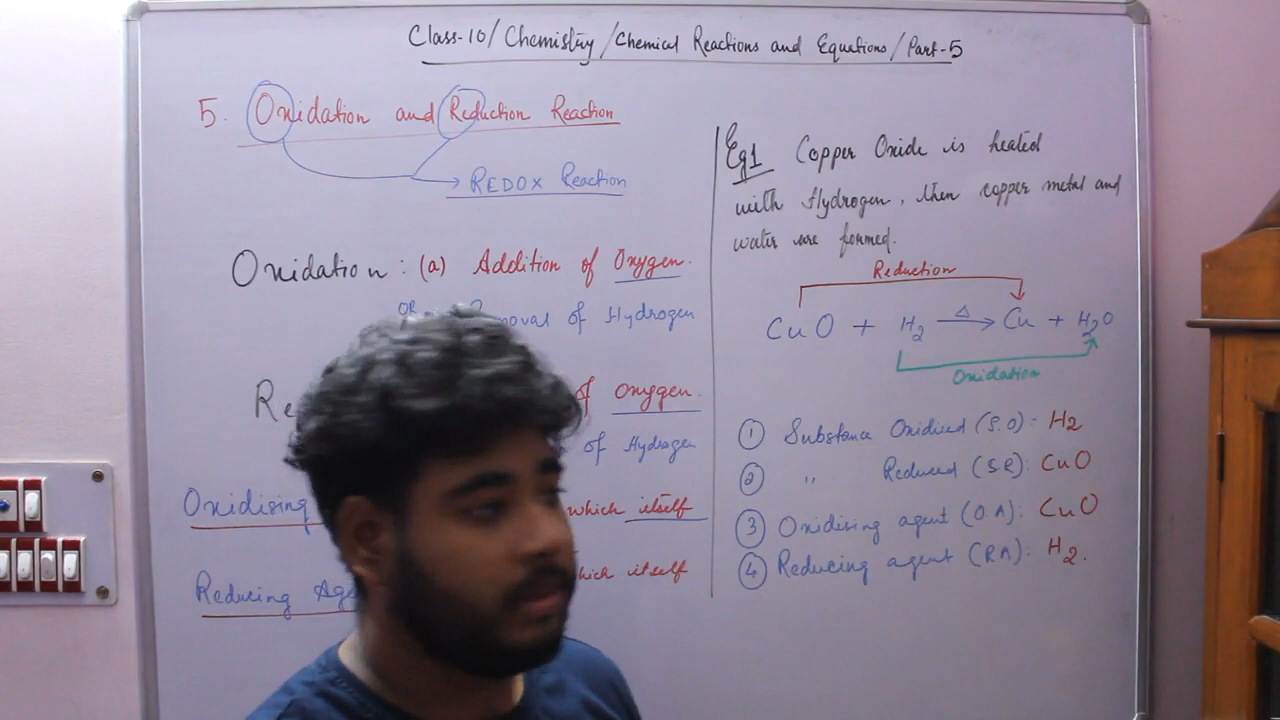 Class-10/Chemistry/Chemical Reactions and Equations/Part-5
5. Oxidation and Reduction Reaction
REDOX Reaction
Oxidation: (a) Addition of Oxygen.
OR of Hydrogen
of Oxygen.
of Hydrogen
Oxidising which itself
Reducing itself
Eg1 Copper Oxide is heated
with Hydrogen, then copper metal and
water are formed.
Reduction
CuO + H2 Δ→ Cu + H2O
Oxidation
① Substance Oxidised (S.O): H2
② " Reduced (SR): CuO
③ Oxidising agent (O.A): CuO
④ Reducing agent (RA): H2.